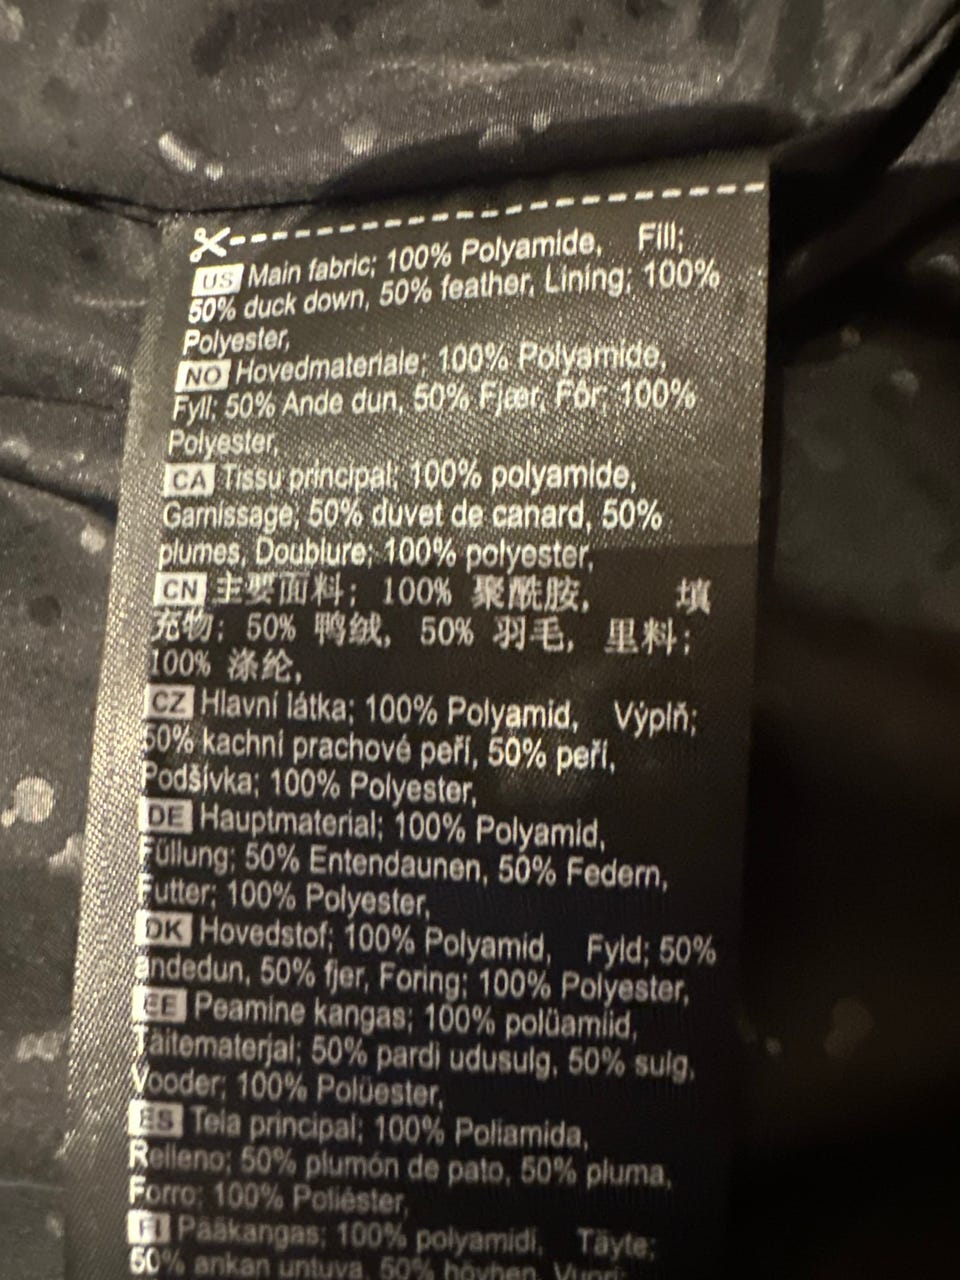 US Main fabric; 100% Polyamide, Fill;
50% duck down, 50% feather, Lining; 100%
Polyester,
NO Hovedmateriale; 100% Polyamide,
Fyll; 50% Ande dun, 50% Fjær, Fôr; 100%
Polyester,
CA Tissu principal; 100% polyamide,
Garnissage; 50% duvet de canard, 50%
plumes, Doublure; 100% polyester,
CN 主要面料; 100% 聚酰胺, 填
充物; 50% 鸭绒, 50% 羽毛, 里料;
100% 涤纶,
CZ Hlavní látka; 100% Polyamid, Výplň;
50% kachní prachové peří, 50% peří,
Podšívka; 100% Polyester,
DE Hauptmaterial; 100% Polyamid,
Füllung; 50% Entendaunen, 50% Federn,
Futter; 100% Polyester,
DK Hovedstof; 100% Polyamid, Fyld; 50%
andedun, 50% fjer, Foring; 100% Polyester,
EE Peamine kangas; 100% polüamiid,
Täitematerjal; 50% pardi udusulg, 50% sulg,
Vooder; 100% Polüester,
ES Tela principal; 100% Poliamida,
Relleno; 50% plumón de pato, 50% pluma,
Forro; 100% Poliéster,
FI Pääkangas; 100% polyamidi, Täyte;
50% ankan untuva, 50% höyhen, Vuori;